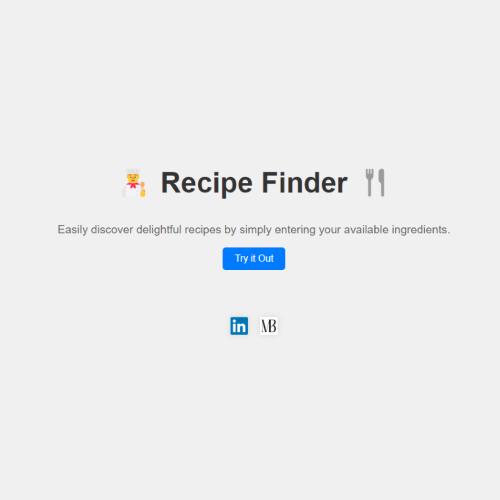 Recipe Finder
Easily discover delightful recipes by simply entering your available ingredients.
Try it Out
in MB